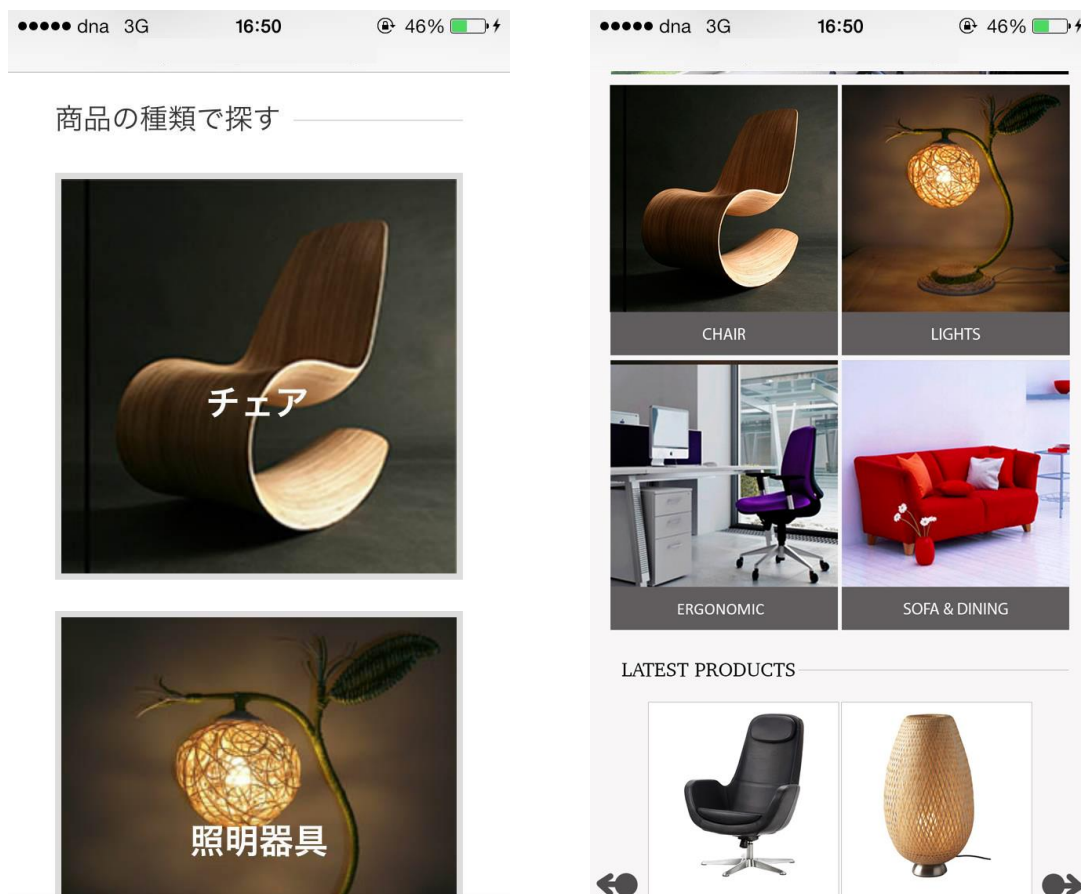 dna 3G 16:50 46%
商品の種類で探す
チェア
照明器具
dna 3G 16:50 46%
CHAIR
LIGHTS
ERGONOMIC
SOFA & DINING
LATEST PRODUCTS